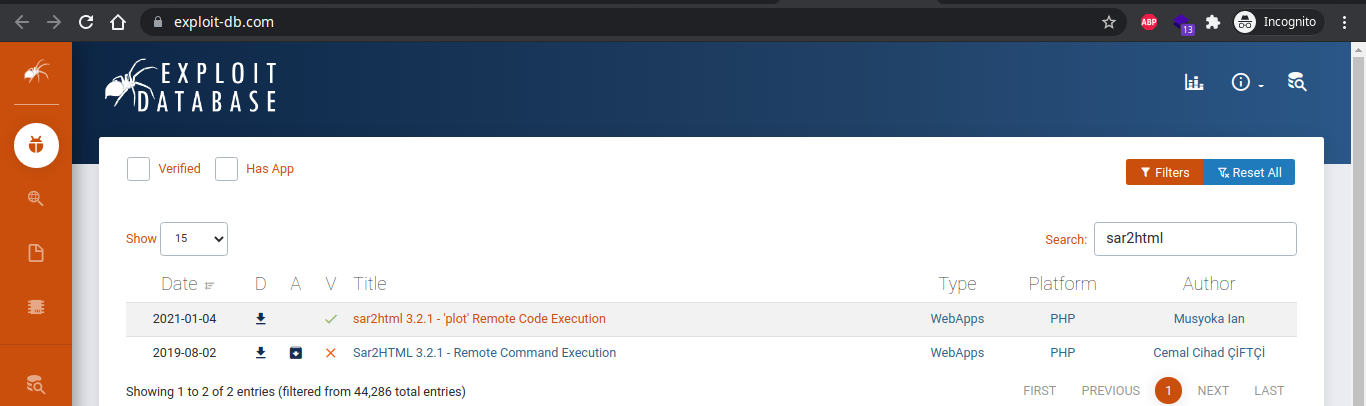 exploit-db.com
ABP
13
Incognito
EXPLOIT
DATABASE
Verified
Has App
Filters
Reset All
Show 15
Search: sar2html
Date D A V Title Type Platform Author
2021-01-04 sar2html 3.2.1 - 'plot' Remote Code Execution WebApps PHP Musyoka Ian
2019-08-02 Sar2HTML 3.2.1 - Remote Command Execution WebApps PHP Cemal Cihad ÇİFTÇİ
Showing 1 to 2 of 2 entries (filtered from 44,286 total entries) FIRST PREVIOUS 1 NEXT LAST